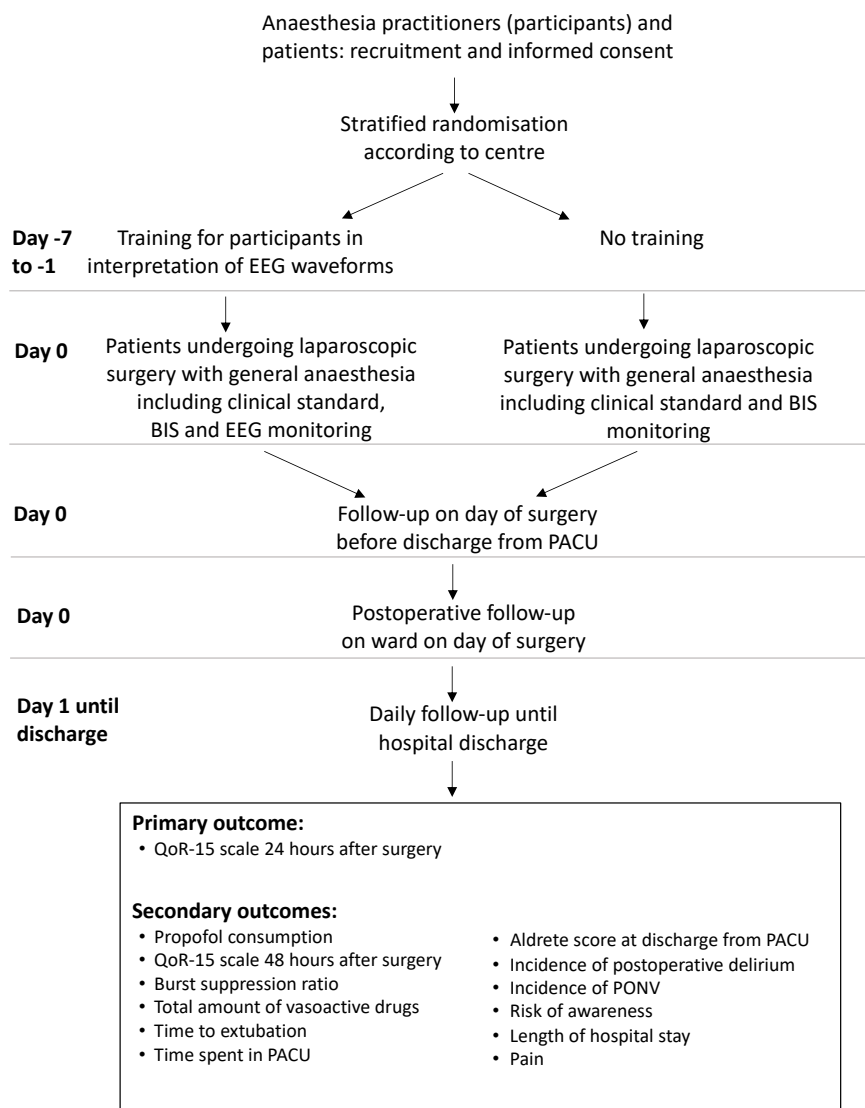 Anaesthesia practitioners (participants) and
patients: recruitment and informed consent
Stratified randomisation
according to centre
Day -7
to -1
Training for participants in
interpretation of EEG waveforms
No training
Day 0
Patients undergoing laparoscopic
surgery with general anaesthesia
including clinical standard,
BIS and EEG monitoring
Patients undergoing laparoscopic
surgery with general anaesthesia
including clinical standard and BIS
monitoring
Day 0
Follow-up on day of surgery
before discharge from PACU
Day 0
Postoperative follow-up
on ward on day of surgery
Day 1 until
discharge
Daily follow-up until
hospital discharge
Primary outcome:
• QoR-15 scale 24 hours after surgery
Secondary outcomes:
• Propofol consumption
• QoR-15 scale 48 hours after surgery
• Burst suppression ratio
• Total amount of vasoactive drugs
• Time to extubation
• Time spent in PACU
• Aldrete score at discharge from PACU
• Incidence of postoperative delirium
• Incidence of PONV
• Risk of awareness
• Length of hospital stay
• Pain